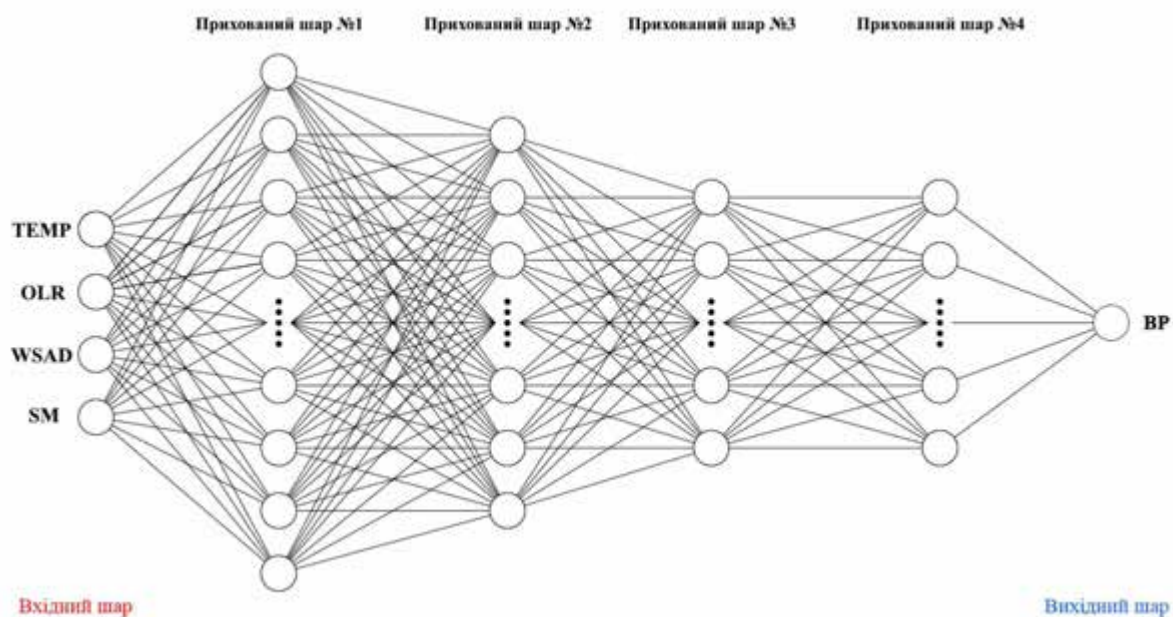 Прихований шар №1
Прихований шар №2
Прихований шар №3
Прихований шар №4
TEMP
OLR
WSAD
SM
BP
Вхідний шар
Вихідний шар